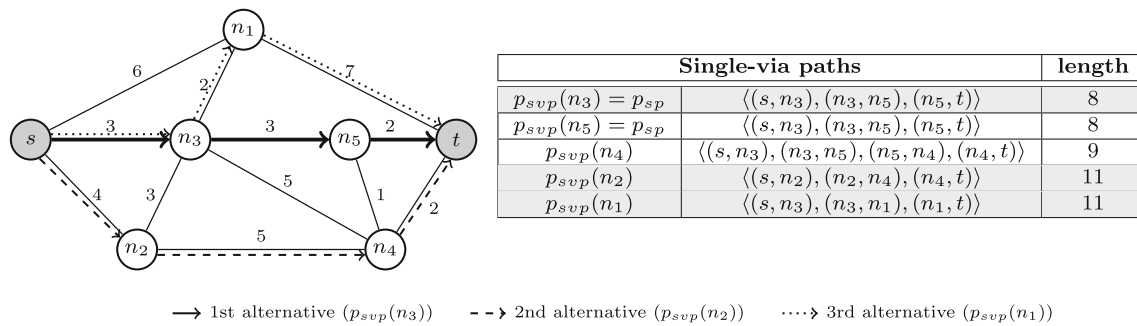 n1
6
2
7
s
3
n3
3
n5
2
t
4
3
5
1
2
n2
5
n4
Single-via paths length
p_svp(n3) = p_sp ⟨(s, n3), (n3, n5), (n5, t)⟩ 8
p_svp(n5) = p_sp ⟨(s, n3), (n3, n5), (n5, t)⟩ 8
p_svp(n4) ⟨(s, n3), (n3, n5), (n5, n4), (n4, t)⟩ 9
p_svp(n2) ⟨(s, n2), (n2, n4), (n4, t)⟩ 11
p_svp(n1) ⟨(s, n3), (n3, n1), (n1, t)⟩ 11
1st alternative (p_svp(n3)) 2nd alternative (p_svp(n2)) 3rd alternative (p_svp(n1))